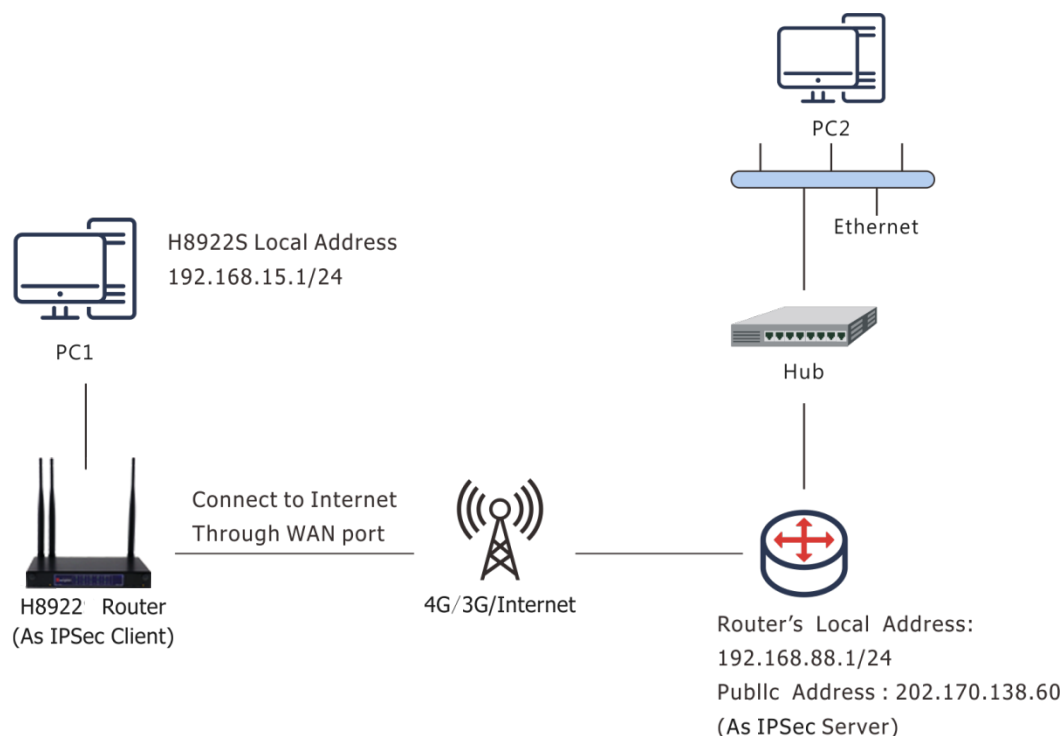 PC2
Ethernet
H8922S Local Address
192.168.15.1/24
PC1
Hub
Connect to Internet
Through WAN port
H8922 Router
(As IPSec Client)
4G/3G/Internet
Router's Local Address:
192.168.88.1/24
Publlc Address : 202.170.138.60
(As IPSec Server)